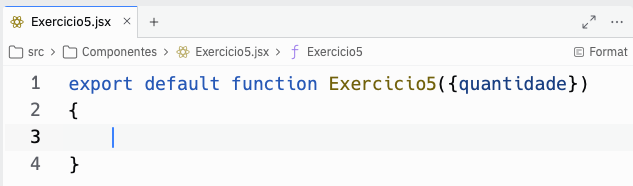 Exercicio5.jsx
src > Componentes > Exercicio5.jsx > Exercicio5 Format
1 export default function Exercicio5({quantidade})
2 {
3
4 }